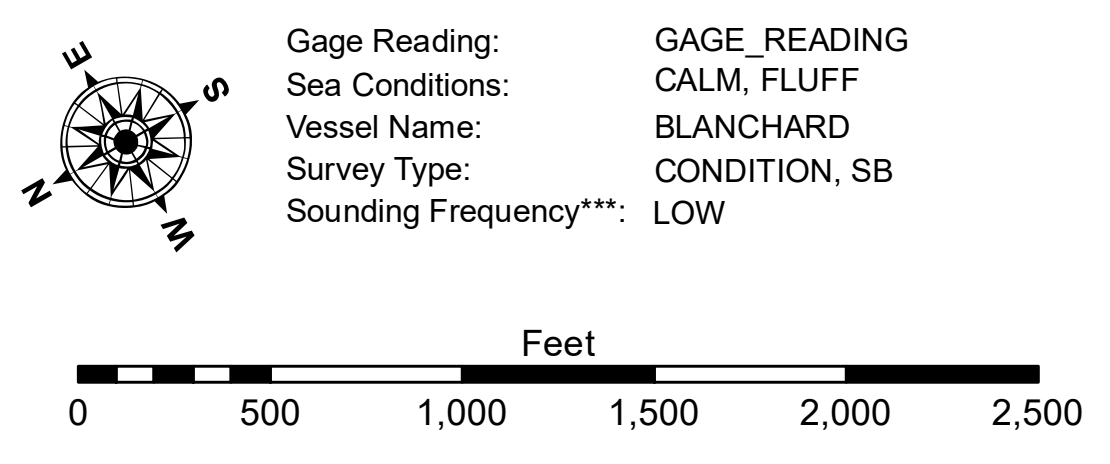 E
S
N
W
Gage Reading: GAGE_READING
Sea Conditions: CALM, FLUFF
Vessel Name: BLANCHARD
Survey Type: CONDITION, SB
Sounding Frequency***: LOW
Feet
0 500 1,000 1,500 2,000 2,500